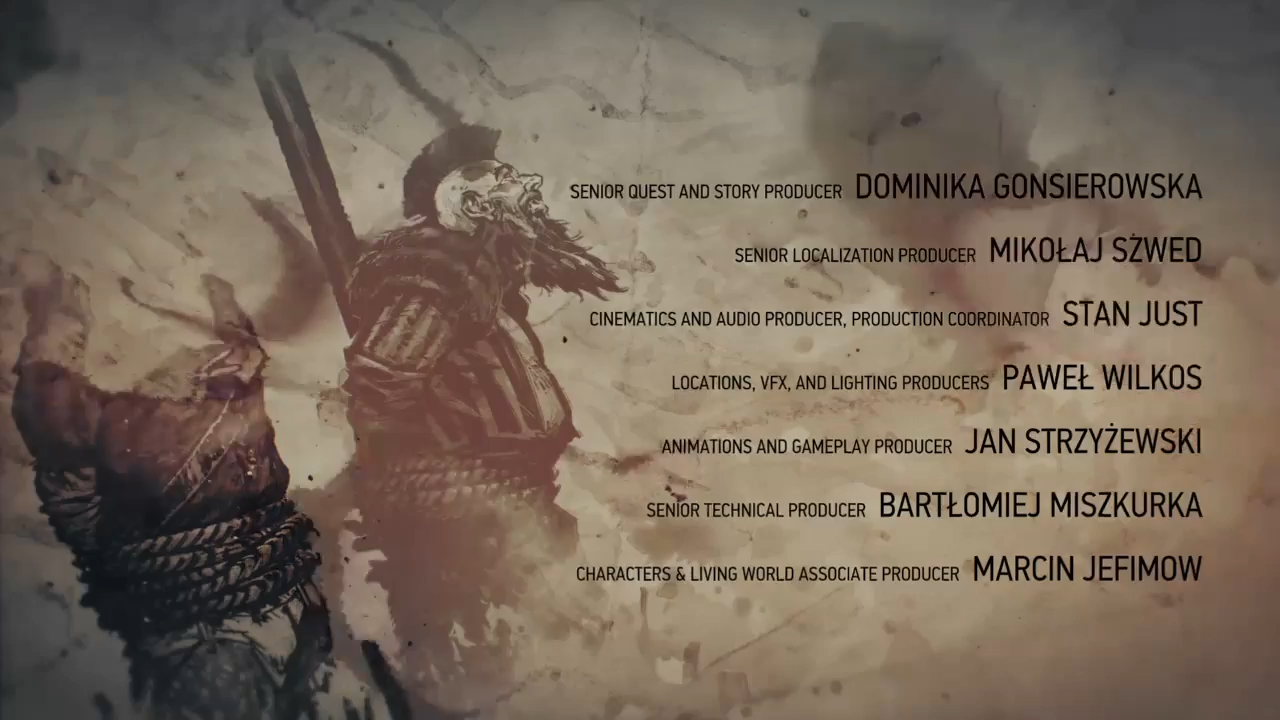 SENIOR QUEST AND STORY PRODUCER DOMINIKA GONSIEROWSKA
SENIOR LOCALIZATION PRODUCER MIKOŁAJ SŻWED
CINEMATICS AND AUDIO PRODUCER, PRODUCTION COORDINATOR STAN JUST
LOCATIONS, VFX, AND LIGHTING PRODUCERS PAWEŁ WILKOS
ANIMATIONS AND GAMEPLAY PRODUCER JAN STRZYŻEWSKI
SENIOR TECHNICAL PRODUCER BARTŁOMIEJ MISZKURKA
CHARACTERS & LIVING WORLD ASSOCIATE PRODUCER MARCIN JEFIMOW